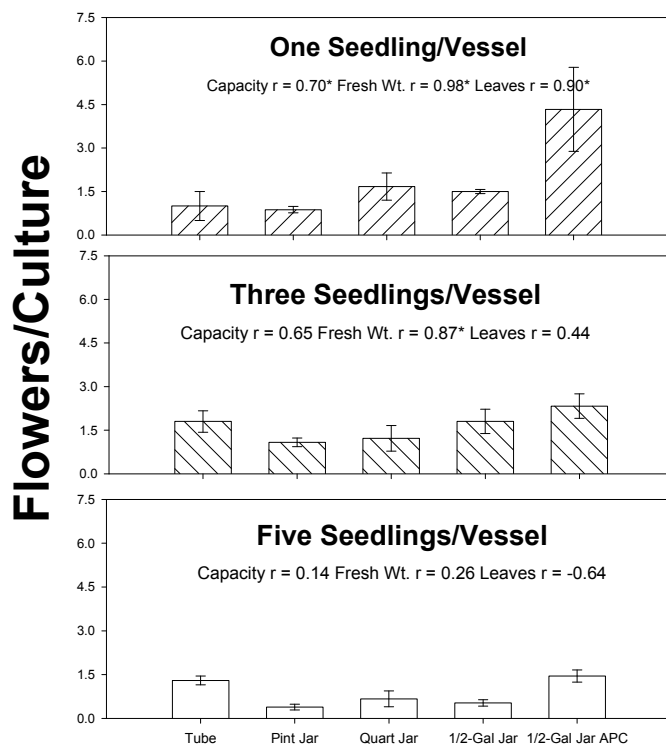 Flowers/Culture
7.5
6.0
4.5
3.0
1.5
0.0
One Seedling/Vessel
Capacity r = 0.70* Fresh Wt. r = 0.98* Leaves r = 0.90*
7.5
6.0
4.5
3.0
1.5
0.0
Three Seedlings/Vessel
Capacity r = 0.65 Fresh Wt. r = 0.87* Leaves r = 0.44
7.5
6.0
4.5
3.0
1.5
0.0
Five Seedlings/Vessel
Capacity r = 0.14 Fresh Wt. r = 0.26 Leaves r = -0.64
Tube Pint Jar Quart Jar 1/2-Gal Jar 1/2-Gal Jar APC